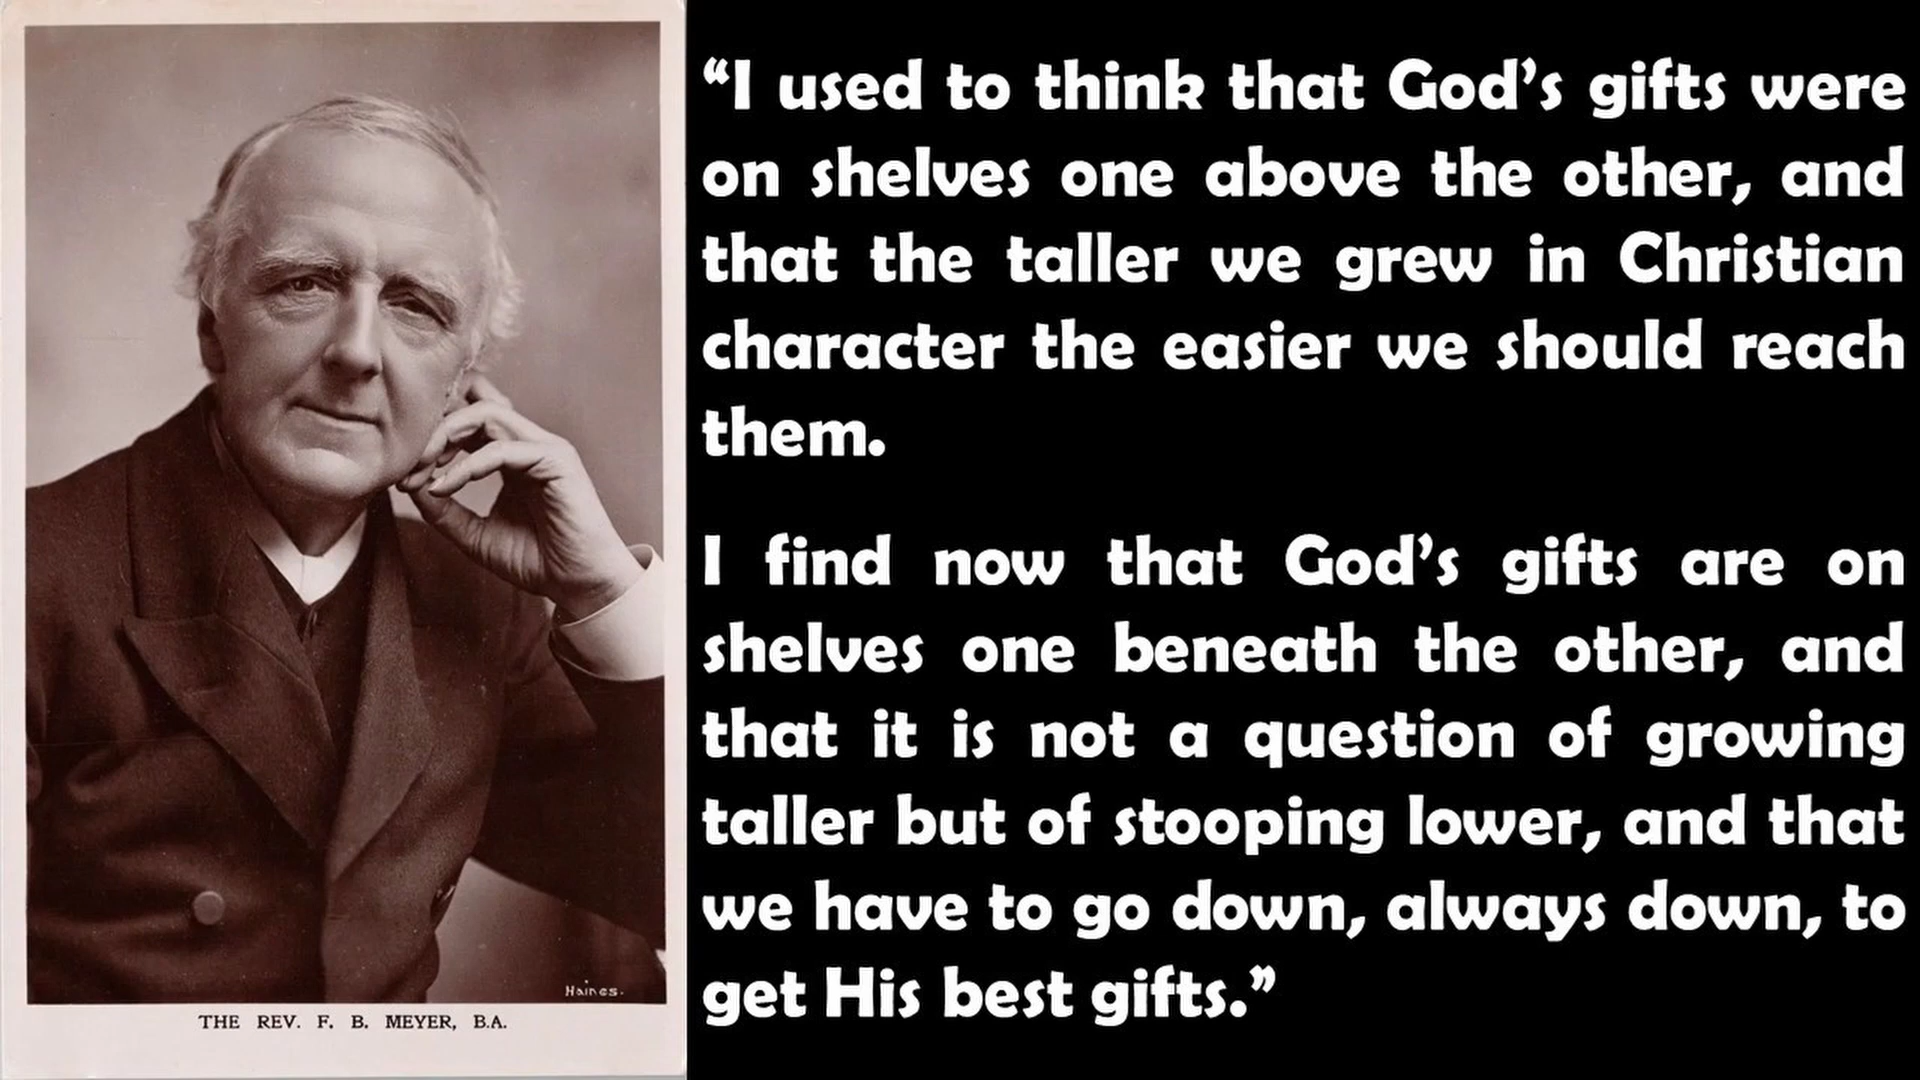 “I used to think that God’s gifts were
on shelves one above the other, and
that the taller we grew in Christian
character the easier we should reach
them.
I find now that God’s gifts are on
shelves one beneath the other, and
that it is not a question of growing
taller but of stooping lower, and that
we have to go down, always down, to
get His best gifts.”
Haines.
THE REV. F. B. MEYER, B.A.